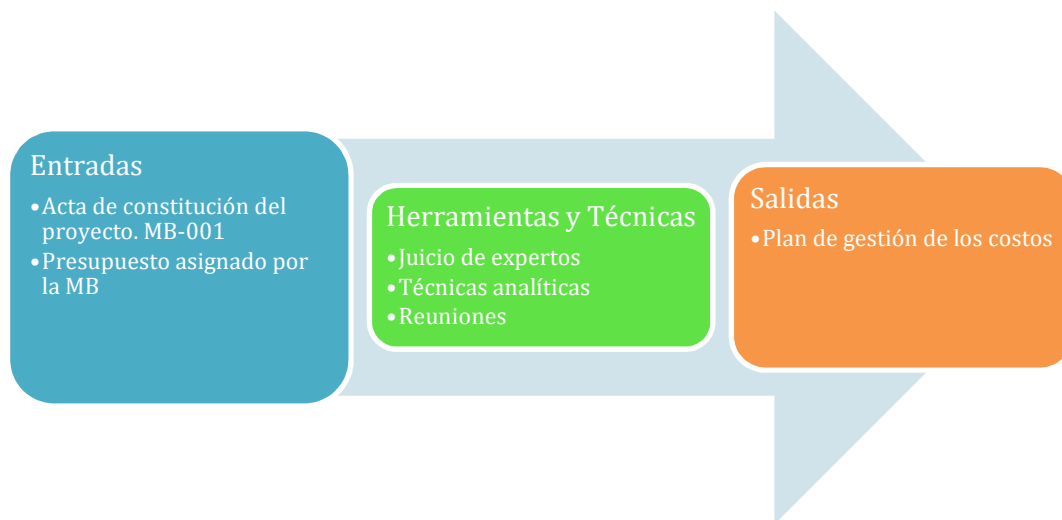 Entradas
•Acta de constitución del
proyecto. MB-001
•Presupuesto asignado por
la MB
Herramientas y Técnicas
•Juicio de expertos
•Técnicas analíticas
•Reuniones
Salidas
•Plan de gestión de los costos